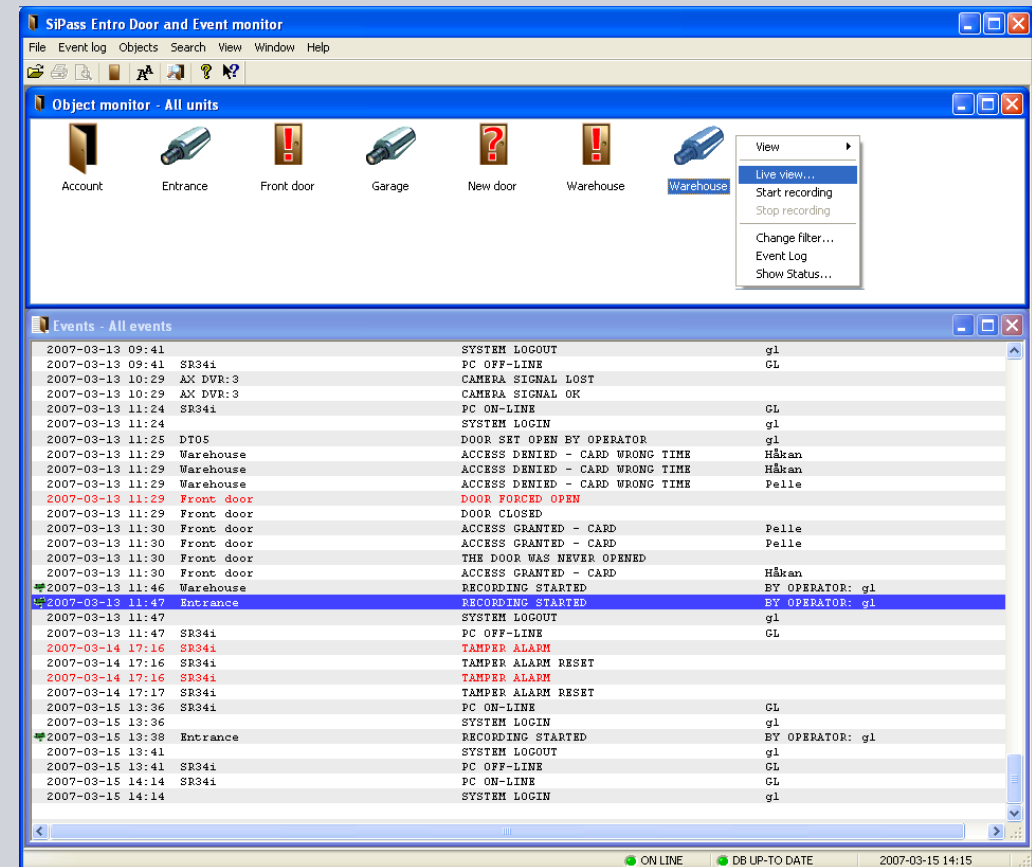 SiPass Entro Door and Event monitor
File Event log Objects Search View Window Help
Object monitor - All units
Account Entrance Front door Garage New door Warehouse Warehouse
View
Live view...
Start recording
Stop recording
Change filter...
Event Log
Show Status...
Events - All events
2007-03-13 09:41 SYSTEM LOGOUT gl
2007-03-13 09:41 SR34i PC OFF-LINE GL
2007-03-13 10:29 AX DVR:3 CAMERA SIGNAL LOST
2007-03-13 10:29 AX DVR:3 CAMERA SIGNAL OK
2007-03-13 11:24 SR34i PC ON-LINE GL
2007-03-13 11:24 SYSTEM LOGIN gl
2007-03-13 11:25 DT05 DOOR SET OPEN BY OPERATOR gl
2007-03-13 11:29 Warehouse ACCESS DENIED - CARD WRONG TIME Håkan
2007-03-13 11:29 Warehouse ACCESS DENIED - CARD WRONG TIME Håkan
2007-03-13 11:29 Warehouse ACCESS DENIED - CARD WRONG TIME Pelle
2007-03-13 11:29 Front door DOOR FORCED OPEN
2007-03-13 11:29 Front door DOOR CLOSED
2007-03-13 11:30 Front door ACCESS GRANTED - CARD Pelle
2007-03-13 11:30 Front door ACCESS GRANTED - CARD Pelle
2007-03-13 11:30 Front door THE DOOR WAS NEVER OPENED
2007-03-13 11:30 Front door ACCESS GRANTED - CARD Håkan
2007-03-13 11:46 Warehouse RECORDING STARTED BY OPERATOR: gl
2007-03-13 11:47 Entrance RECORDING STARTED BY OPERATOR: gl
2007-03-13 11:47 SYSTEM LOGOUT gl
2007-03-13 11:47 SR34i PC OFF-LINE GL
2007-03-14 17:16 SR34i TAMPER ALARM
2007-03-14 17:16 SR34i TAMPER ALARM RESET
2007-03-14 17:16 SR34i TAMPER ALARM
2007-03-14 17:17 SR34i TAMPER ALARM RESET
2007-03-15 13:36 SR34i PC ON-LINE GL
2007-03-15 13:36 SYSTEM LOGIN gl
2007-03-15 13:38 Entrance RECORDING STARTED BY OPERATOR: gl
2007-03-15 13:41 SYSTEM LOGOUT gl
2007-03-15 13:41 SR34i PC OFF-LINE GL
2007-03-15 14:14 SR34i PC ON-LINE GL
2007-03-15 14:14 SYSTEM LOGIN gl
ON LINE DB UP-TO DATE 2007-03-15 14:15